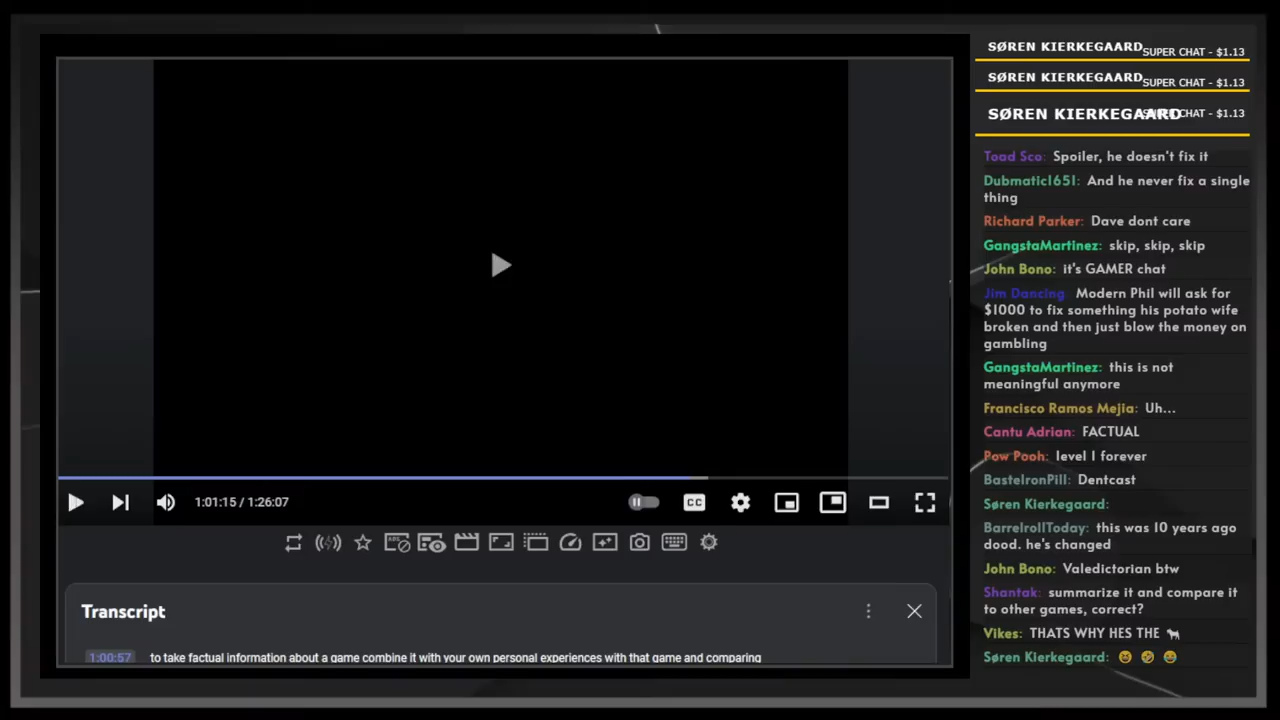 SØREN KIERKEGAARD SUPER CHAT - $1.13
SØREN KIERKEGAARD SUPER CHAT - $1.13
SØREN KIERKEGAARD CHAT - $1.13
Toad Sco: Spoiler, he doesn't fix it
Dubmatic1651: And he never fix a single
thing
Richard Parker: Dave dont care
GangstaMartinez: skip, skip, skip
John Bono: it's GAMER chat
Jim Dancing: Modern Phil will ask for
$1000 to fix something his potato wife
broken and then just blow the money on
gambling
GangstaMartinez: this is not
meaningful anymore
Francisco Ramos Mejia: Uh...
Cantu Adrian: FACTUAL
Pow Pooh: level 1 forever
BastelronPill: Dentcast
Søren Kierkegaard:
BarrelrollToday: this was 10 years ago
dood. he's changed
John Bono: Valedictorian btw
Shantak: summarize it and compare it
to other games, correct?
Vikes: THATS WHY HES THE 🐐
Søren Kierkegaard: 😆 🤣 😂
1:01:15 / 1:26:07
CC
Transcript
1:00:57 to take factual information about a game combine it with your own personal experiences with that game and comparing